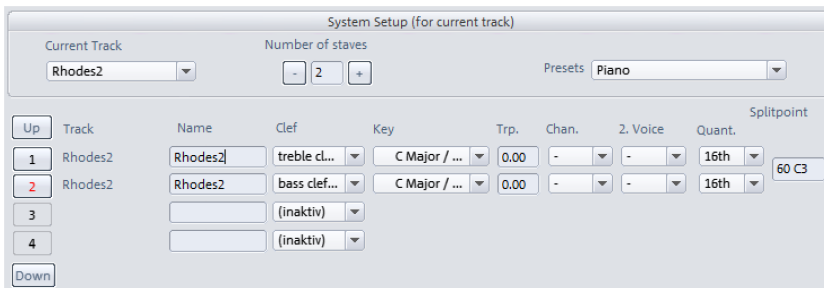 System Setup (for current track)
Current Track Number of staves
Rhodes2 - 2 + Presets Piano
Splitpoint
Up Track Name Clef Key Trp. Chan. 2. Voice Quant.
1 Rhodes2 Rhodes2 treble cl... C Major / ... 0.00 - - 16th
60 C3
2 Rhodes2 Rhodes2 bass clef... C Major / ... 0.00 - - 16th
3 (inaktiv)
4 (inaktiv)
Down